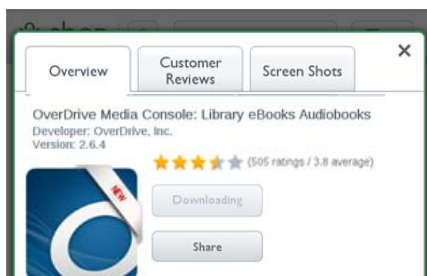 Overview
Customer
Reviews
Screen Shots
OverDrive Media Console: Library eBooks Audiobooks
Developer: OverDrive, Inc.
Version: 2.6.4
(505 ratings / 3.8 average)
NEW
Downloading
Share